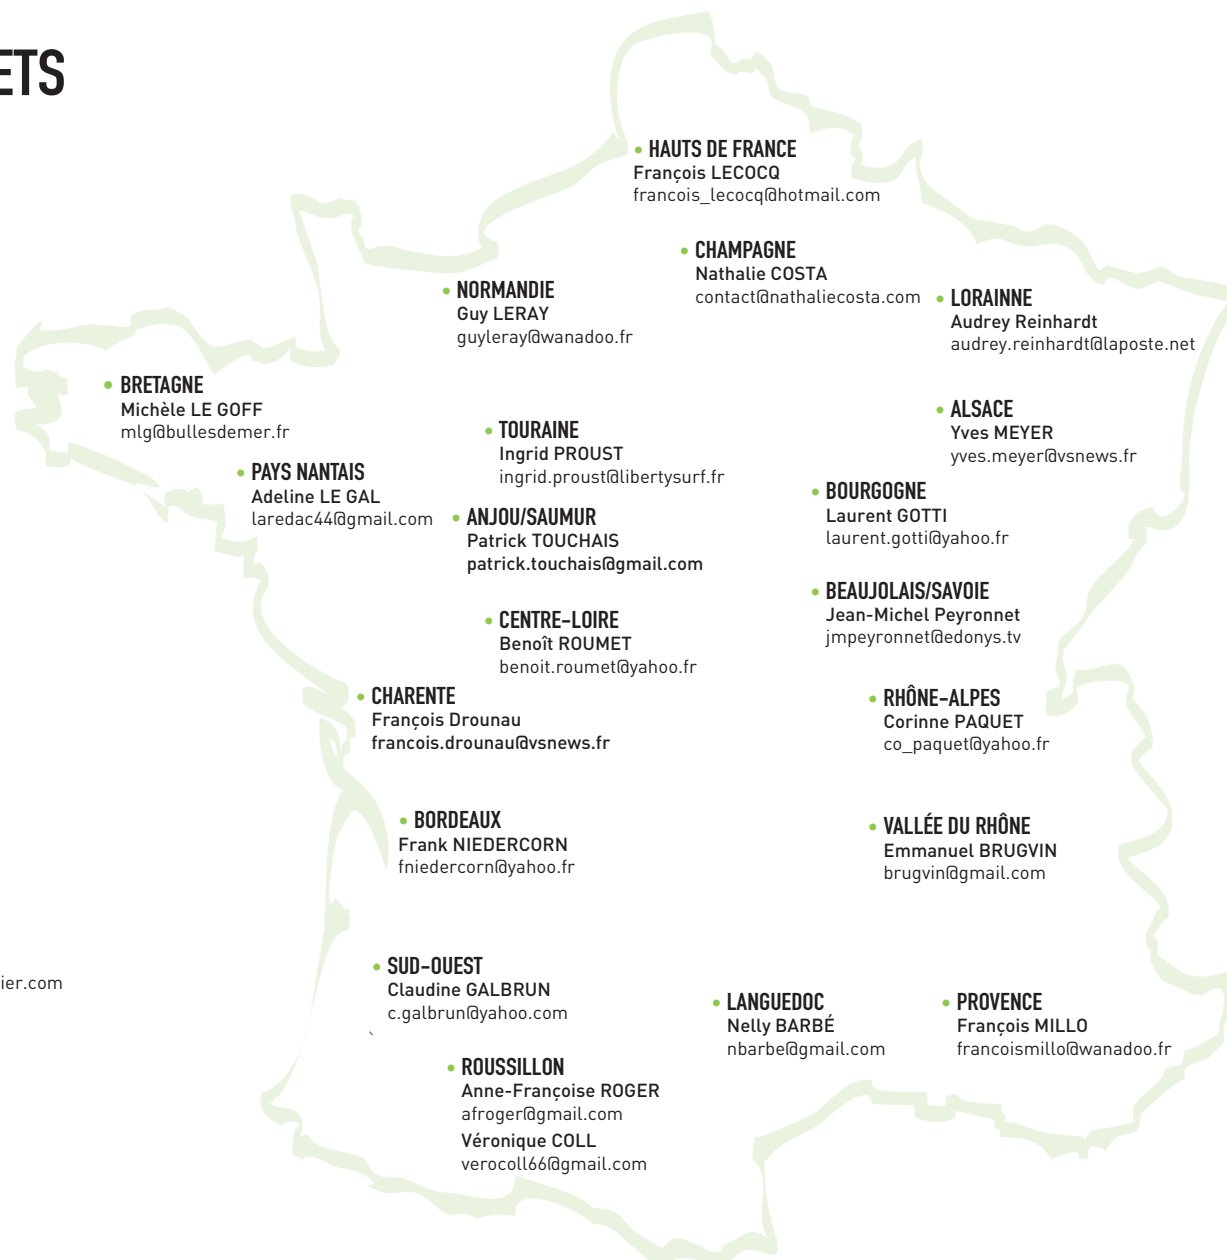 ETS
• HAUTS DE FRANCE
François LECOCQ
francois_lecocq@hotmail.com
• CHAMPAGNE
Nathalie COSTA
contact@nathaliecosta.com
• NORMANDIE
Guy LERAY
guyleray@wanadoo.fr
• LORAINNE
Audrey Reinhardt
audrey.reinhardt@laposte.net
• BRETAGNE
Michèle LE GOFF
mlg@bullesdemer.fr
• ALSACE
Yves MEYER
yves.meyer@vsnews.fr
• TOURAINE
Ingrid PROUST
ingrid.proust@libertysurf.fr
• PAYS NANTAIS
Adeline LE GAL
laredac44@gmail.com
• BOURGOGNE
Laurent GOTTI
laurent.gotti@yahoo.fr
• ANJOU/SAUMUR
Patrick TOUCHAIS
patrick.touchais@gmail.com
• BEAUJOLAIS/SAVOIE
Jean-Michel Peyronnet
jmpeyronnet@edonys.tv
• CENTRE-LOIRE
Benoît ROUMET
benoit.roumet@yahoo.fr
• CHARENTE
François Drounau
francois.drounau@vsnews.fr
• RHÔNE-ALPES
Corinne PAQUET
co_paquet@yahoo.fr
• BORDEAUX
Frank NIEDERCORN
fniedercorn@yahoo.fr
• VALLÉE DU RHÔNE
Emmanuel BRUGVIN
brugvin@gmail.com
ier.com
• SUD-OUEST
Claudine GALBRUN
c.galbrun@yahoo.com
• LANGUEDOC
Nelly BARBÉ
nbarbe@gmail.com
• PROVENCE
François MILLO
francoismillo@wanadoo.fr
• ROUSSILLON
Anne-Françoise ROGER
afroger@gmail.com
Véronique COLL
verocoll66@gmail.com